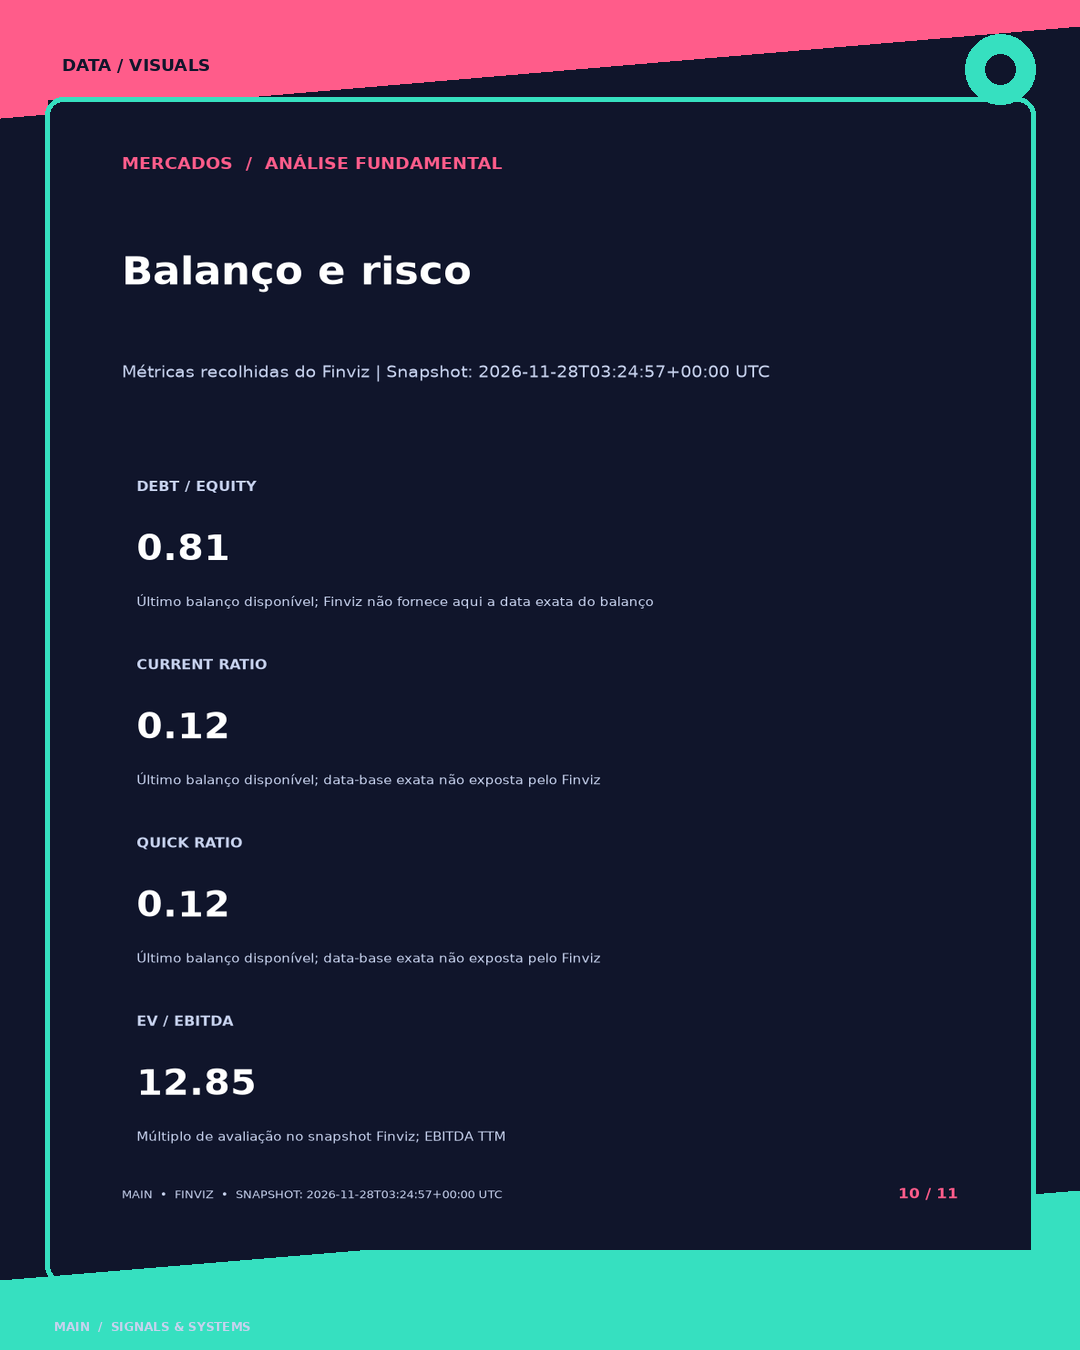 DATA / VISUALS
MERCADOS / ANÁLISE FUNDAMENTAL
Balanço e risco
Métricas recolhidas do Finviz | Snapshot: 2026-11-28T03:24:57+00:00 UTC
DEBT / EQUITY
0.81
Último balanço disponível; Finviz não fornece aqui a data exata do balanço
CURRENT RATIO
0.12
Último balanço disponível; data-base exata não exposta pelo Finviz
QUICK RATIO
0.12
Último balanço disponível; data-base exata não exposta pelo Finviz
EV / EBITDA
12.85
Múltiplo de avaliação no snapshot Finviz; EBITDA TTM
MAIN • FINVIZ • SNAPSHOT: 2026-11-28T03:24:57+00:00 UTC
10 / 11
MAIN / SIGNALS & SYSTEMS